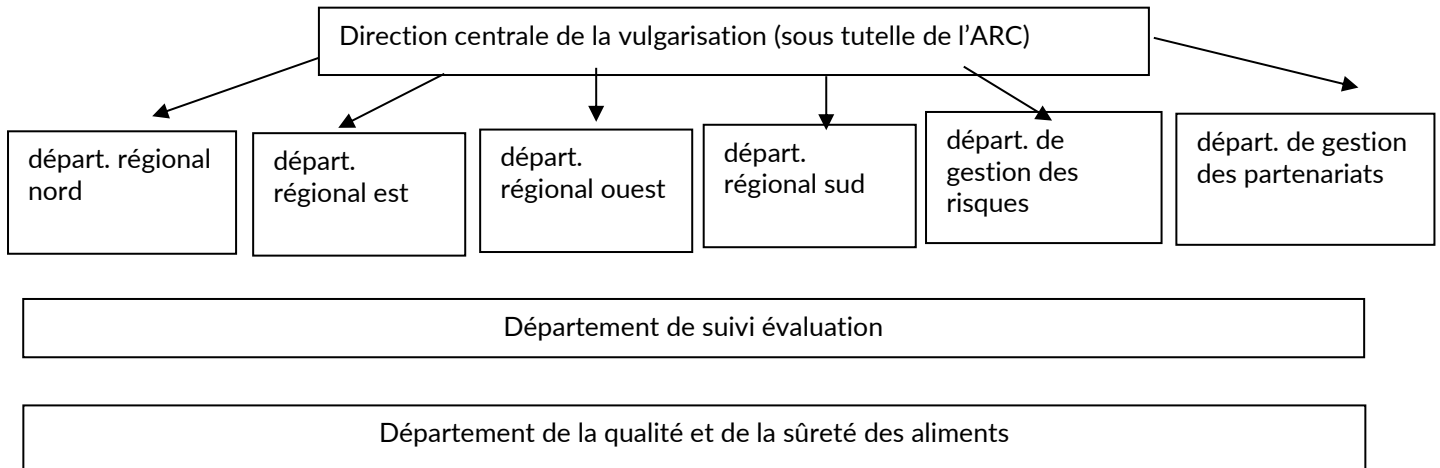 Direction centrale de la vulgarisation (sous tutelle de l’ARC)
départ. régional
nord
départ.
régional est
départ.
régional ouest
départ.
régional sud
départ. de
gestion des
risques
départ. de gestion
des partenariats
Département de suivi évaluation
Département de la qualité et de la sûreté des aliments